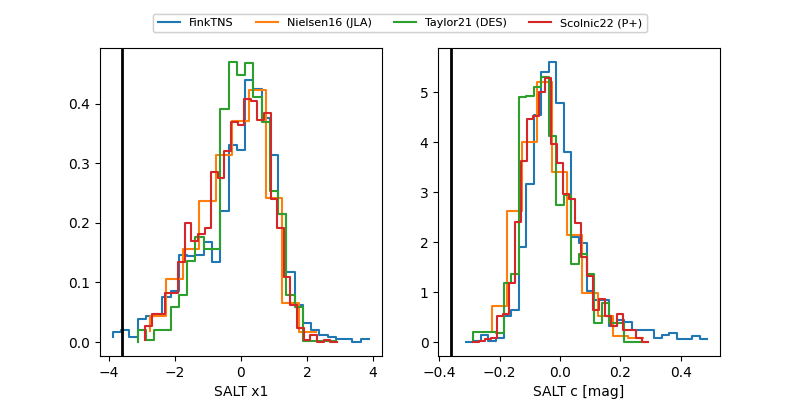 FinkTNS Nielsen16 (JLA) Taylor21 (DES) Scolnic22 (P+)
0.4
0.3
0.2
0.1
0.0
−4 −2 0 2 4
SALT x1
5
4
3
2
1
0
−0.4 −0.2 0.0 0.2 0.4
SALT c [mag]